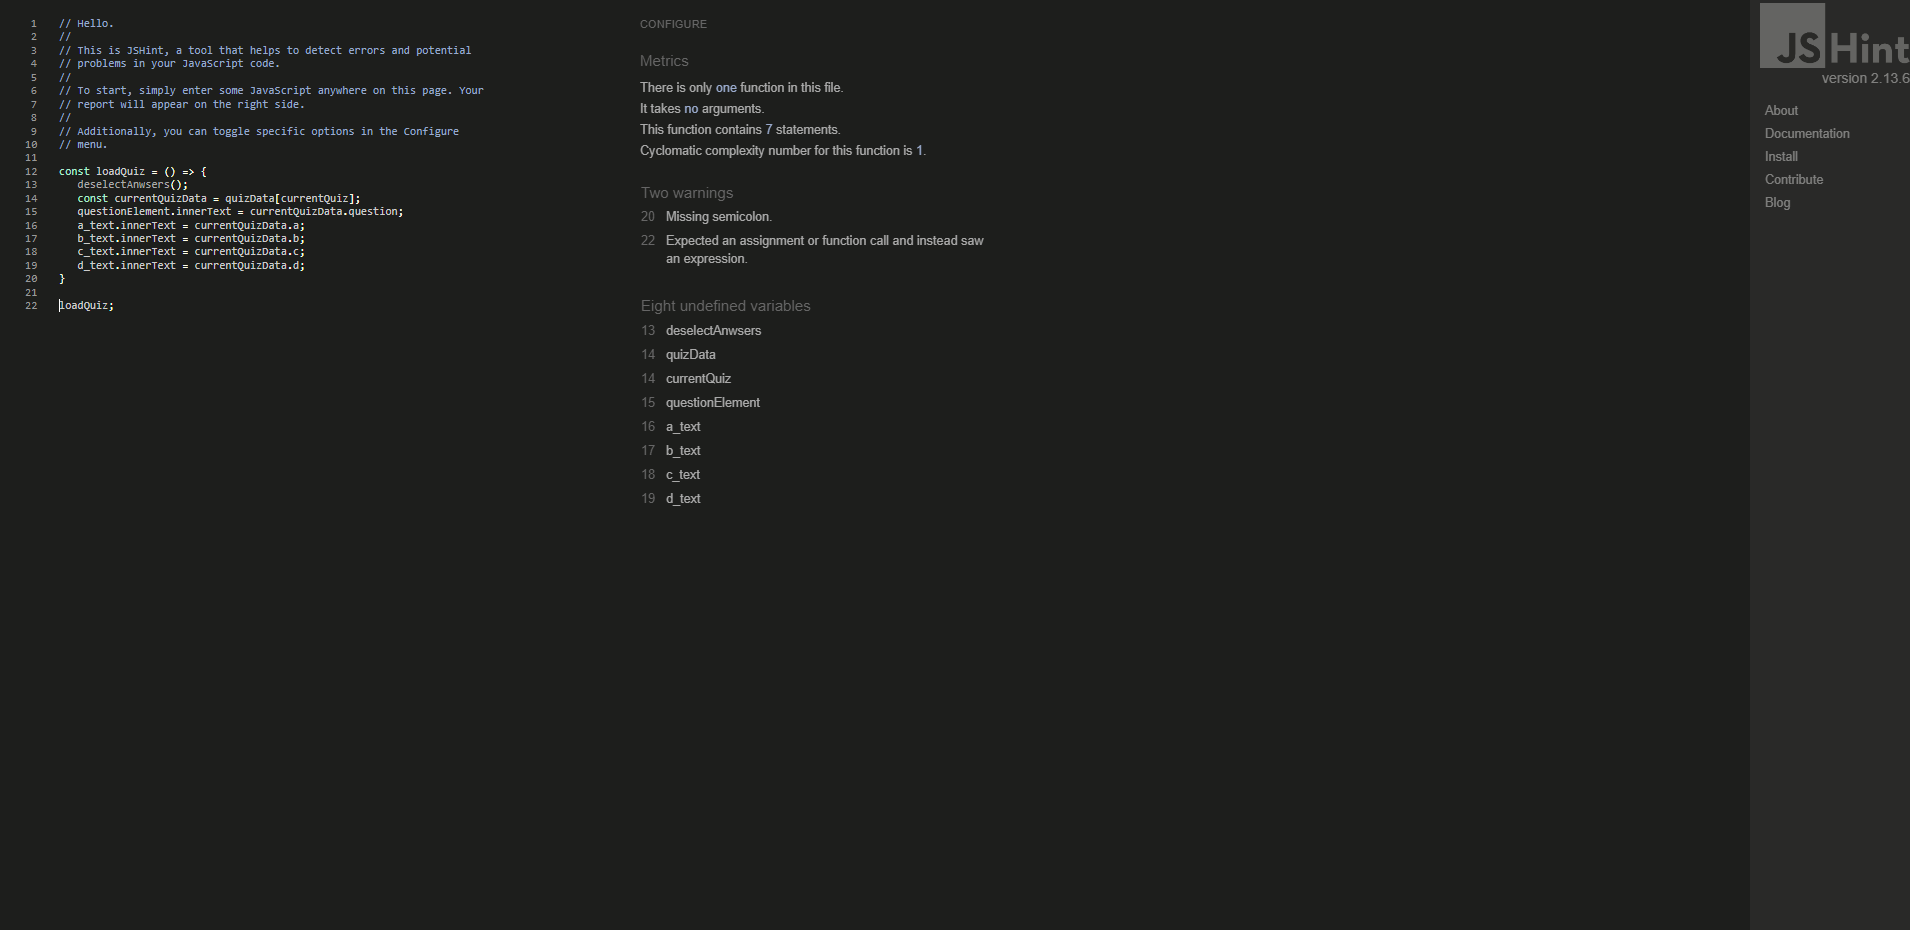 1 // Hello.
2 //
3 // This is JSHint, a tool that helps to detect errors and potential
4 // problems in your JavaScript code.
5 //
6 // To start, simply enter some JavaScript anywhere on this page. Your
7 // report will appear on the right side.
8 //
9 // Additionally, you can toggle specific options in the Configure
10 // menu.
11
12 const loadQuiz = () => {
13 deselectAnwsers();
14 const currentQuizData = quizData[currentQuiz];
15 questionElement.innerText = currentQuizData.question;
16 a_text.innerText = currentQuizData.a;
17 b_text.innerText = currentQuizData.b;
18 c_text.innerText = currentQuizData.c;
19 d_text.innerText = currentQuizData.d;
20 }
21
22 loadQuiz;
CONFIGURE
Metrics
There is only one function in this file.
It takes no arguments.
This function contains 7 statements.
Cyclomatic complexity number for this function is 1.
Two warnings
20 Missing semicolon.
22 Expected an assignment or function call and instead saw
an expression.
Eight undefined variables
13 deselectAnwsers
14 quizData
14 currentQuiz
15 questionElement
16 a_text
17 b_text
18 c_text
19 d_text
JSHint
version 2.13.6
About
Documentation
Install
Contribute
Blog